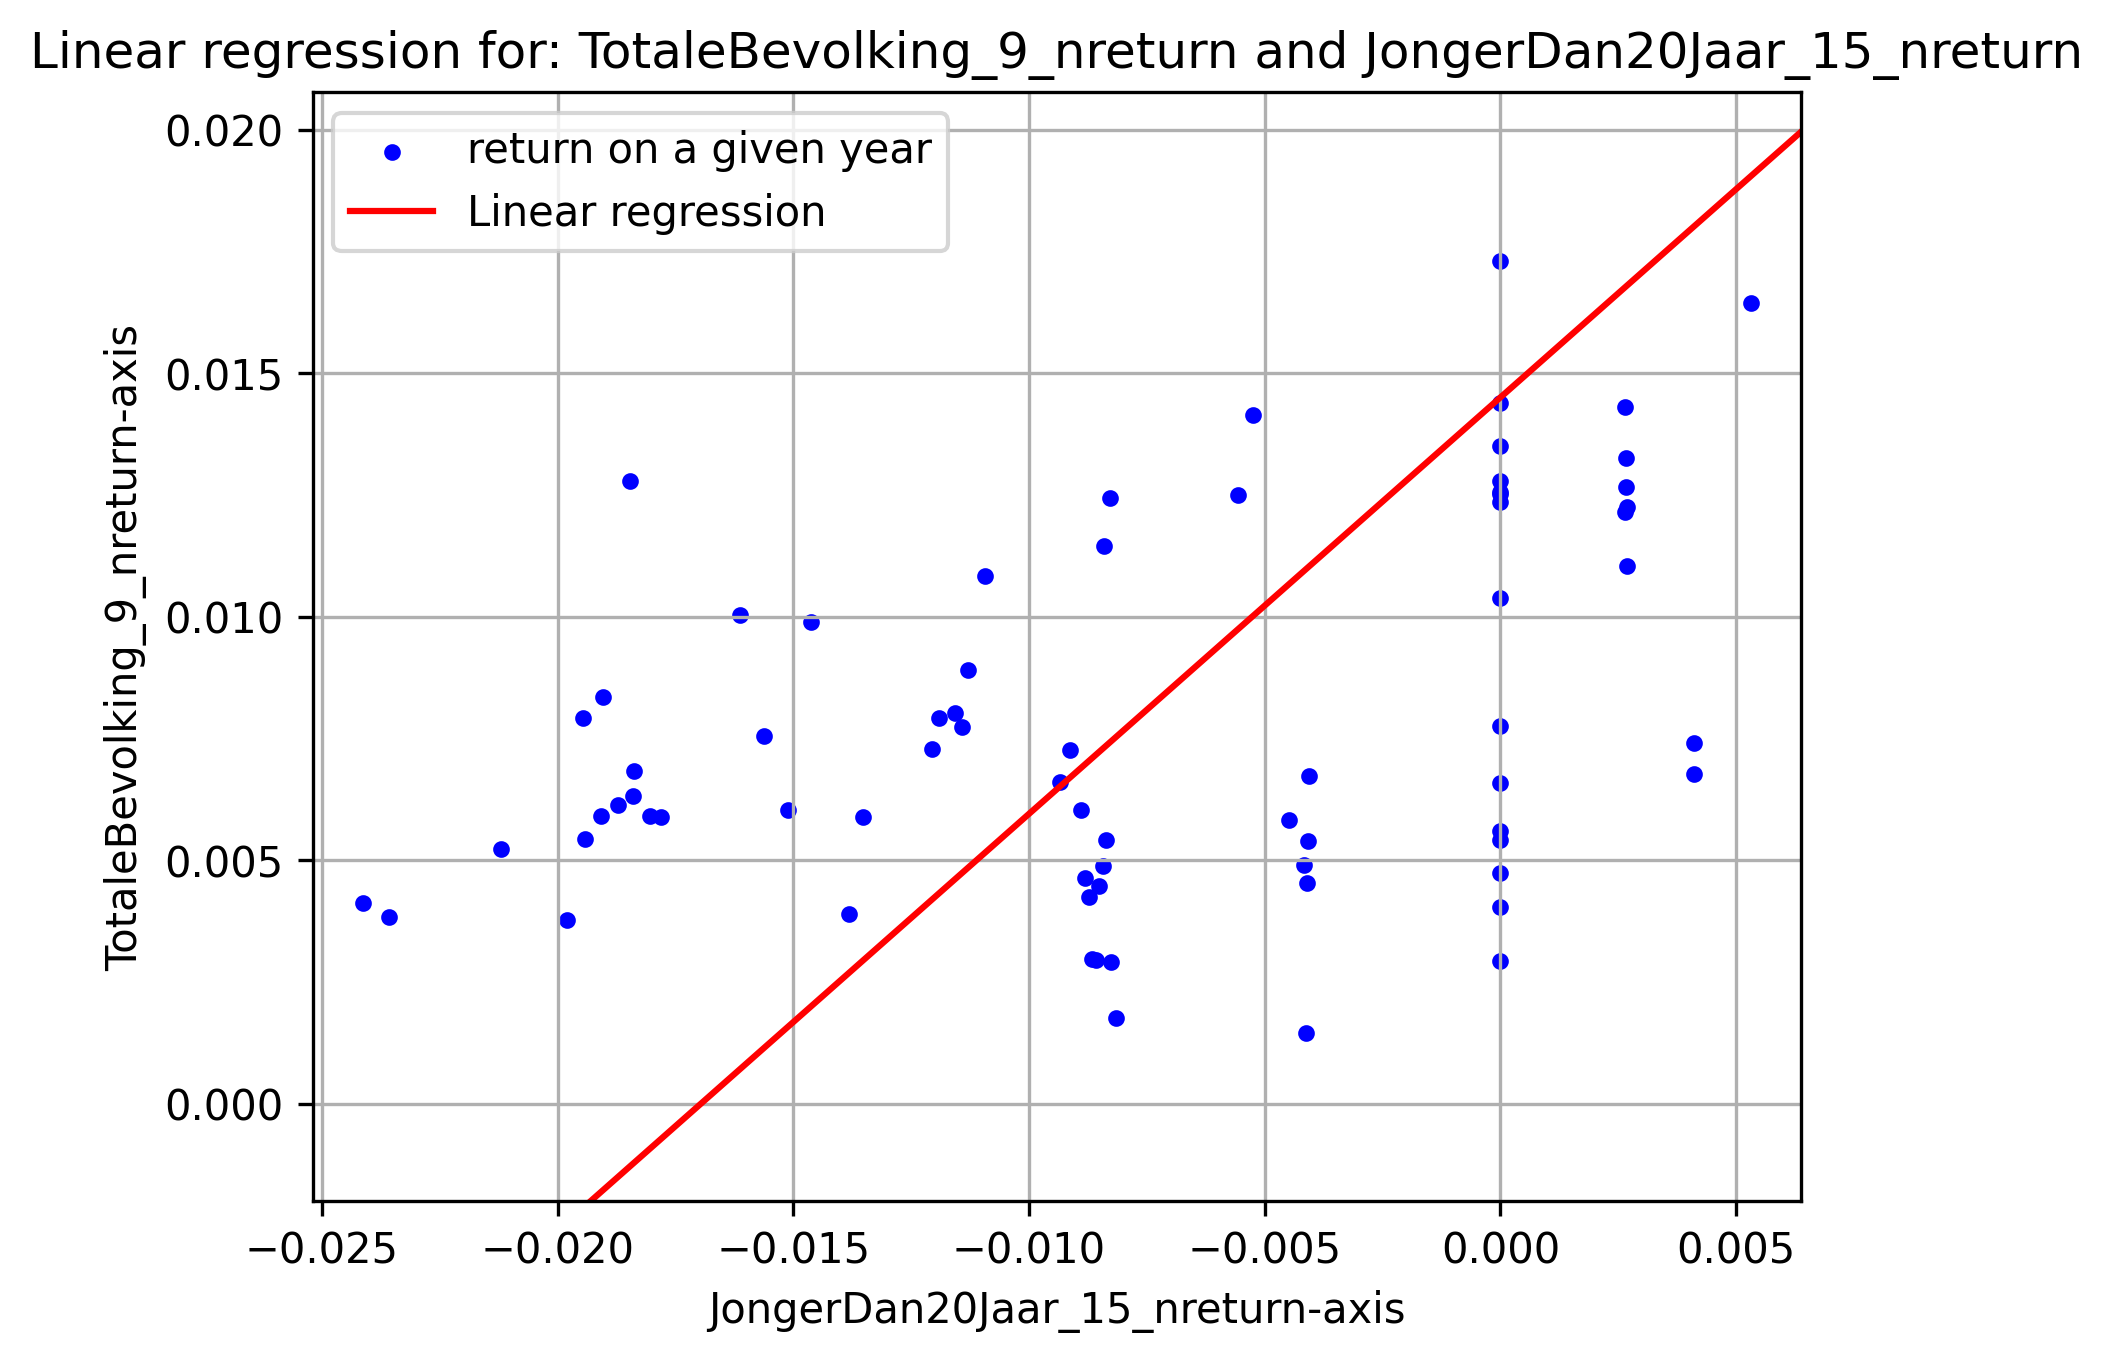 Linear regression for: TotaleBevolking_9_nreturn and JongerDan20Jaar_15_nreturn
return on a given year
Linear regression
TotaleBevolking_9_nreturn-axis
0.020
0.015
0.010
0.005
0.000
−0.025 −0.020 −0.015 −0.010 −0.005 0.000 0.005
JongerDan20Jaar_15_nreturn-axis